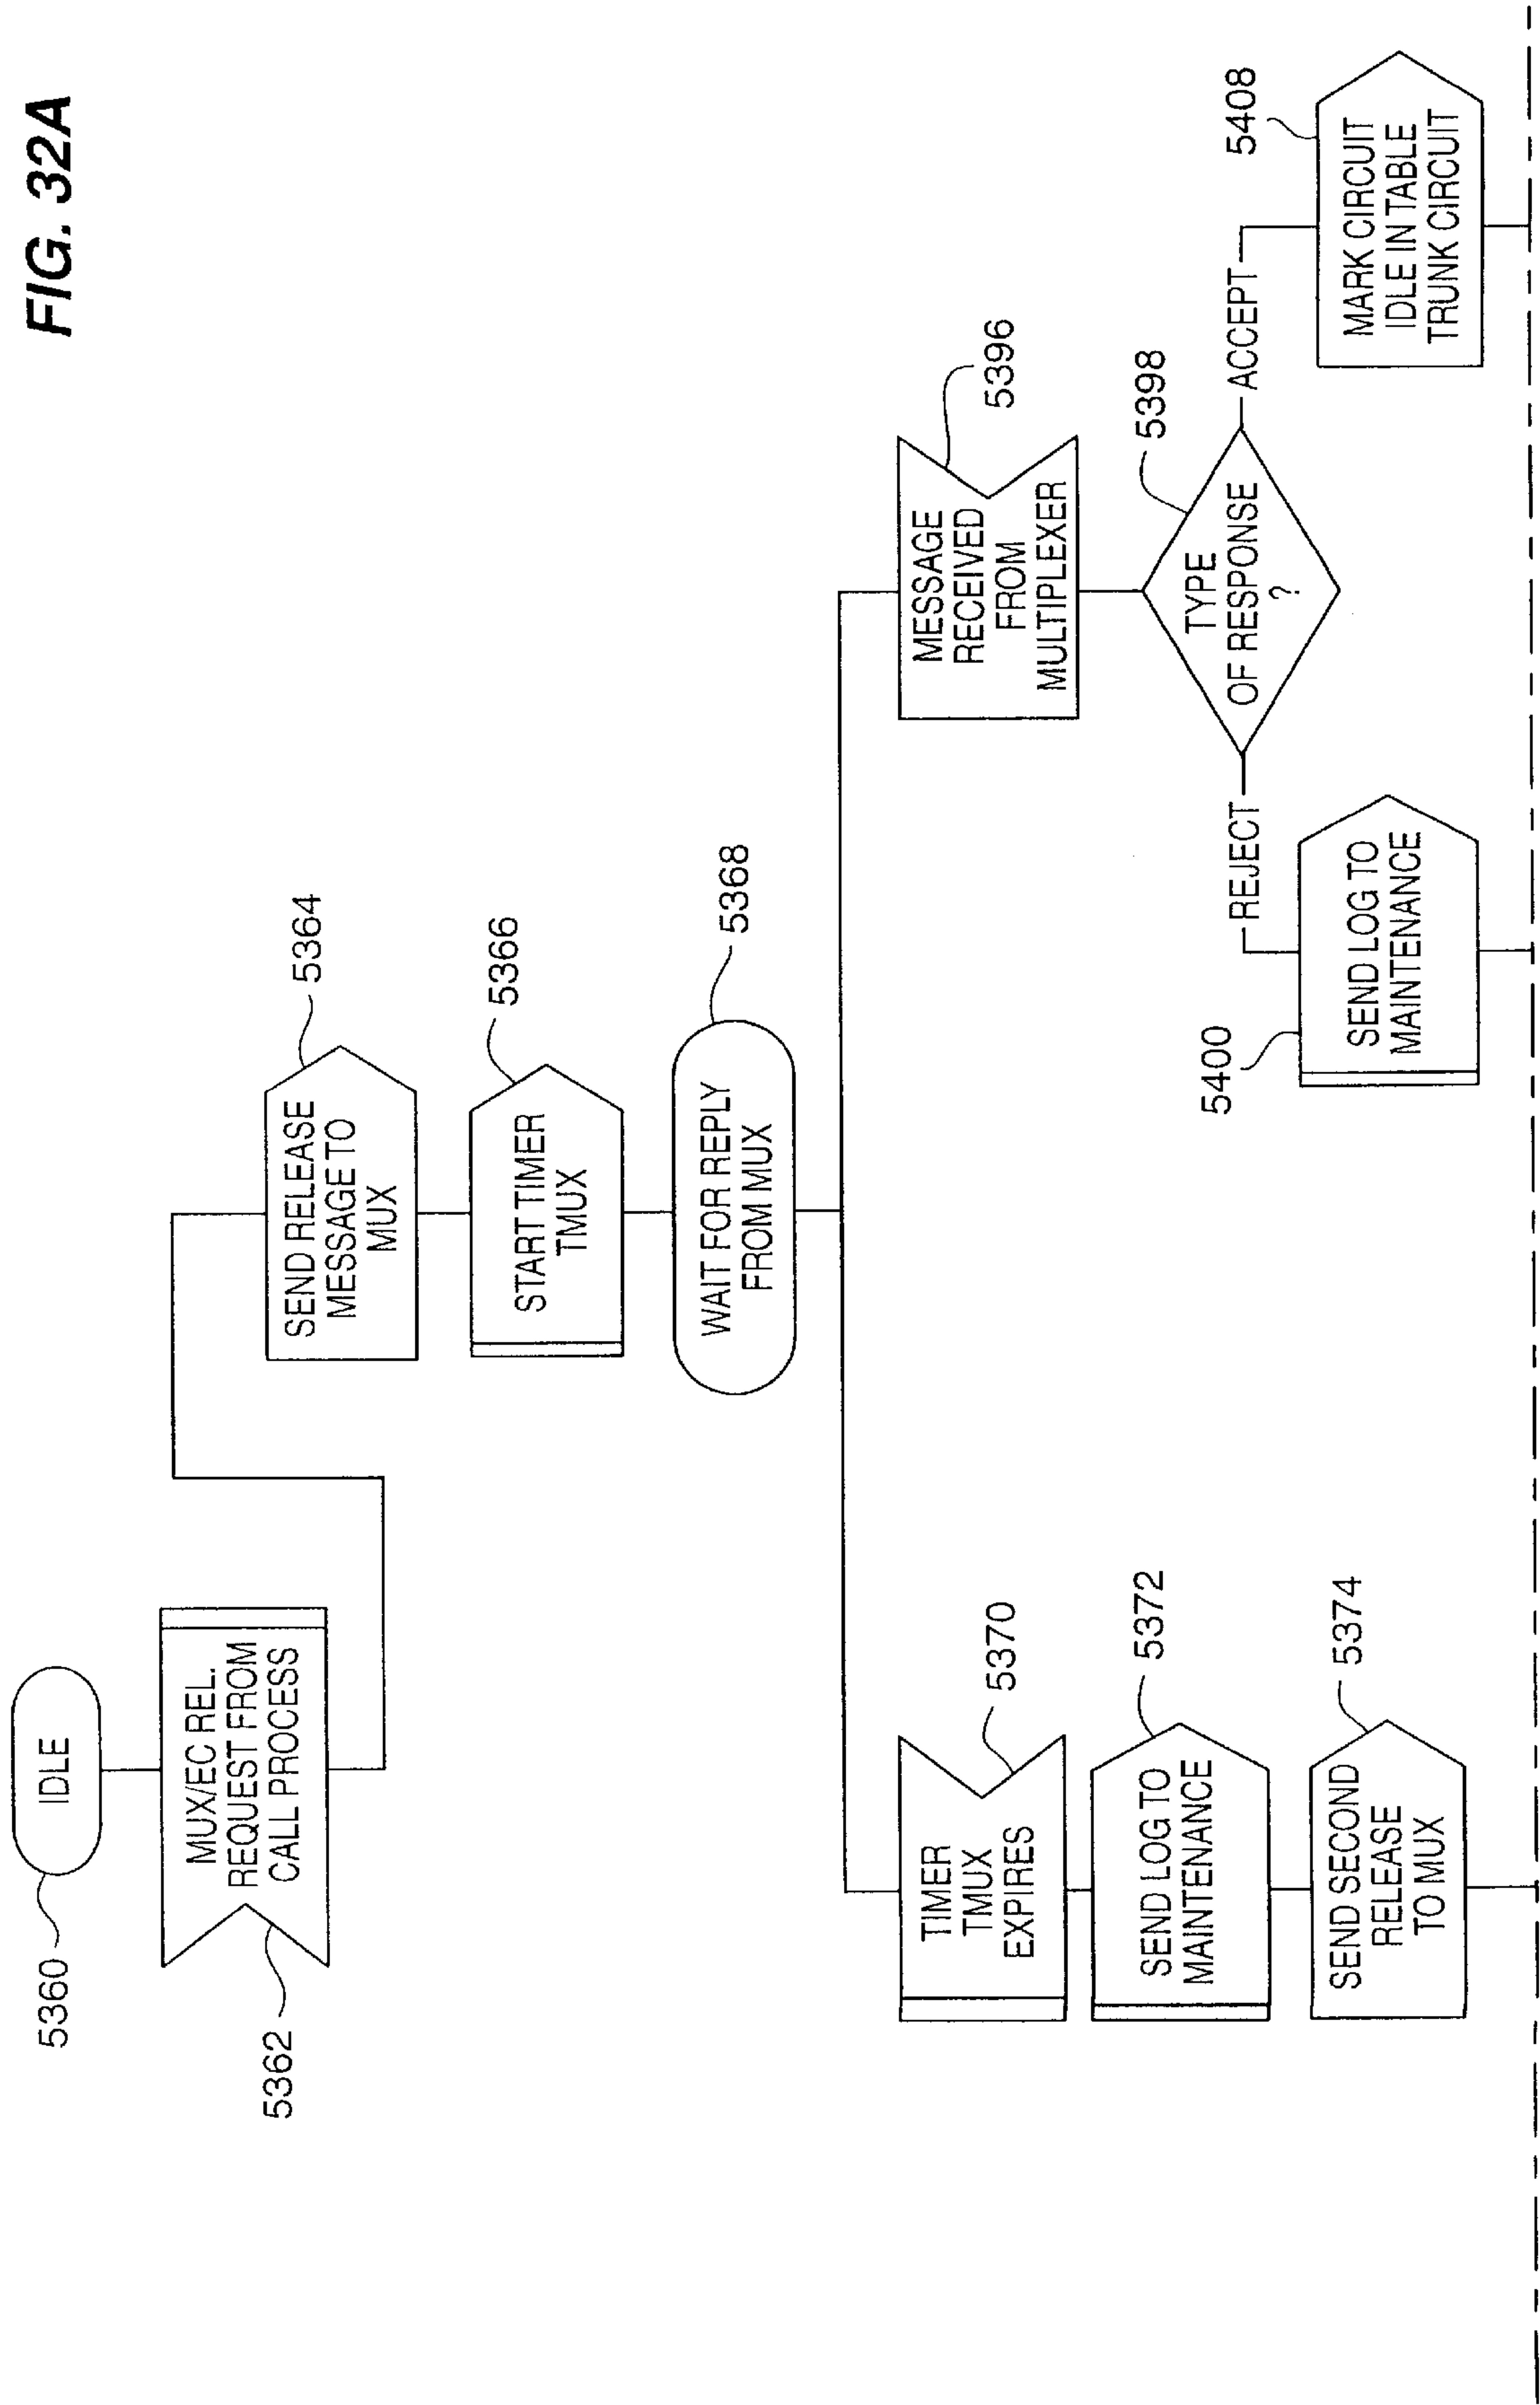 FIG. 32A
5360
IDLE
5362
MUX/EC REL.
REQUEST FROM
CALL PROCESS
SEND RELEASE
MESSAGE TO
MUX
5364
START TIMER
TMUX
5366
WAIT FOR REPLY
FROM MUX
5368
TIMER
TMUX
EXPIRES
5370
SEND LOG TO
MAINTENANCE
5372
SEND SECOND
RELEASE
TO MUX
5374
MESSAGE
RECEIVED
FROM
MULTIPLEXER
5396
TYPE
OF RESPONSE
?
5398
REJECT
ACCEPT
5400
SEND LOG TO
MAINTENANCE
MARK CIRCUIT
IDLE IN TABLE
TRUNK CIRCUIT
5408